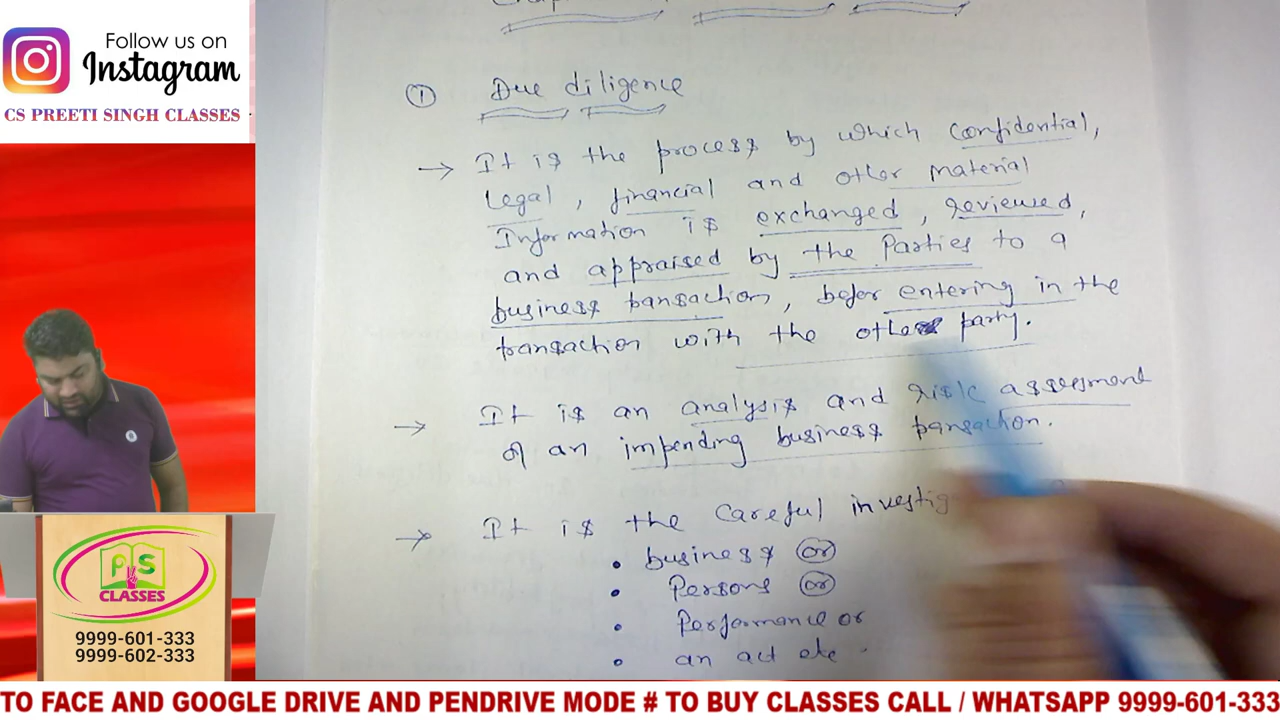 Follow us on
Instagram
CS PREETI SINGH CLASSES
① Due diligence
→ It is the process by which confidential,
legal, financial and other material
Information is exchanged, reviewed,
and appraised by the Parties to a
business transaction, befor entering in the
transaction with the other party.
→ It is an analysis and risk assesment
of an impending business transaction.
→ It is the careful
• business or
• Persons or
• Performance or
• an act etc
PS
CLASSES
9999-601-333
9999-602-333
TO FACE AND GOOGLE DRIVE AND PENDRIVE MODE # TO BUY CLASSES CALL / WHATSAPP 9999-601-333